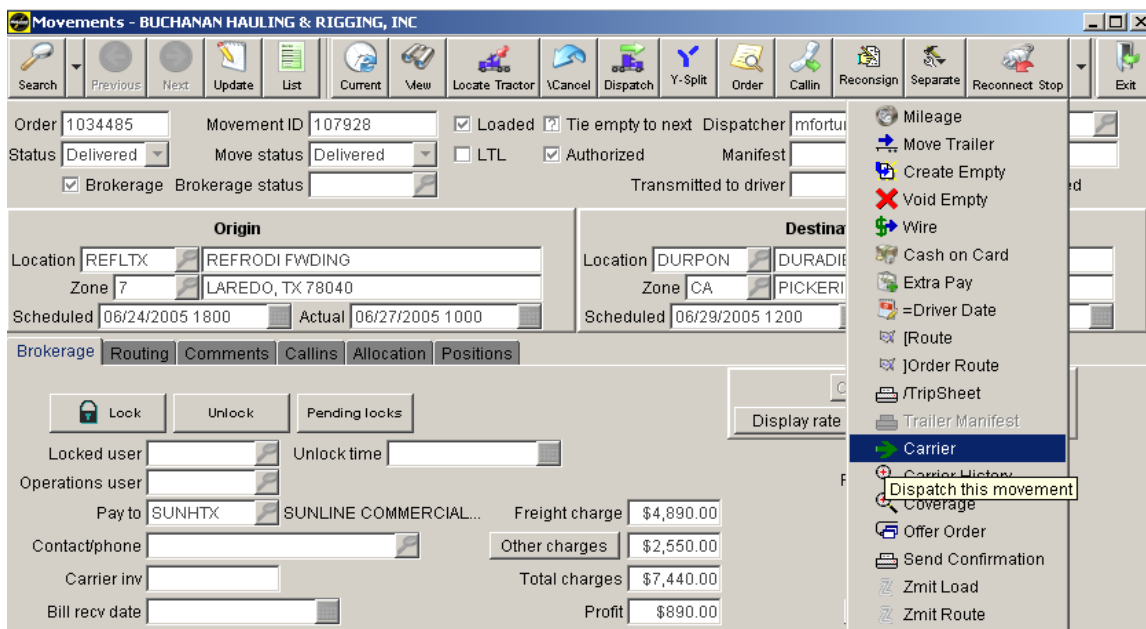 Movements - BUCHANAN HAULING & RIGGING, INC
Search Previous Next Update List Current \/iew Locate Tractor \Cancel Dispatch Y-Split Order Callin Reconsign Separate Reconnect Stop Exit
Order 1034485 Movement ID 107928 Loaded ? Tie empty to next Dispatcher
Status Delivered Move status Delivered LTL Authorized Manifest
Brokerage Brokerage status Transmitted to driver
Origin
Location REFLTX REFRODI FWDING Location DURPON
Zone 7 LAREDO, TX 78040 Zone CA
Scheduled 06/24/2005 1800 Actual 06/27/2005 1000 Scheduled 06/29/2005 1200
Brokerage Routing Comments Callins Allocation Positions
Lock Unlock Pending locks Display rate
Locked user Unlock time
Operations user
Pay to SUNHTX SUNLINE COMMERCIAL... Freight charge $4,890.00
Contact/phone Other charges $2,550.00
Carrier inv Total charges $7,440.00
Bill recv date Profit $890.00
Mileage
Move Trailer
Create Empty
Void Empty
Wire
Cash on Card
Extra Pay
=Driver Date
[Route
]Order Route
/TripSheet
Trailer Manifest
Carrier
Carrier History
Dispatch this movement
Coverage
Offer Order
Send Confirmation
Zmit Load
Zmit Route